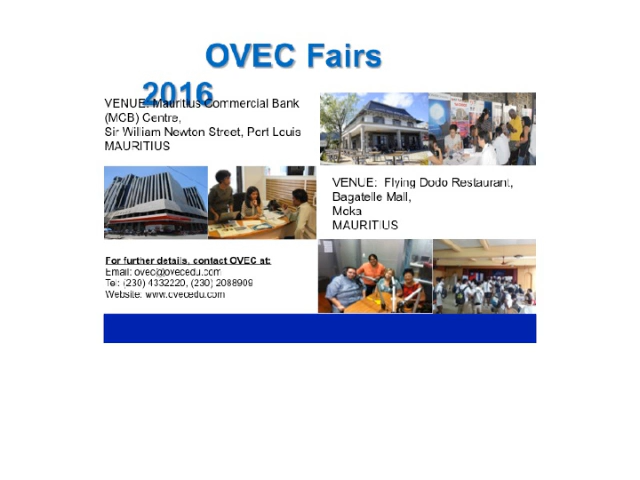 OVEC Fairs
2016
VENUE: Mauritius Commercial Bank
(MCB) Centre,
Sir William Newton Street, Port Louis
MAURITIUS
VENUE: Flying Dodo Restaurant,
Bagatelle Mall,
Moka
MAURITIUS
For further details, contact OVEC at:
Email: ovec@ovecedu.com
Tel: (230) 4332220, (230) 2088909
Website: www.ovecedu.com